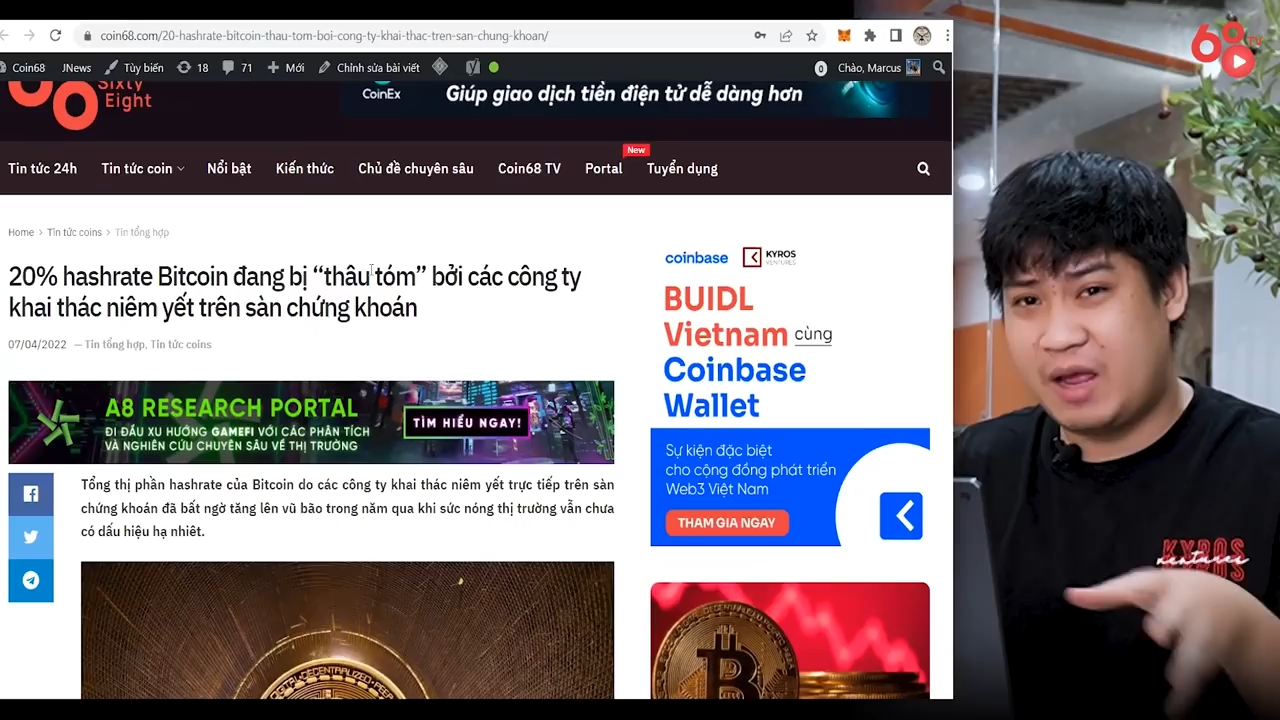 coin68.com/20-hashrate-bitcoin-thau-tom-boi-cong-ty-khai-thac-tren-san-chung-khoan/
68 TV
Coin68 JNews Tùy biến 18 71 Mới Chỉnh sửa bài viết 0 Chào, Marcus
Sixty
Eight
CoinEx
Giúp giao dịch tiền điện tử dễ dàng hơn
New
Tin tức 24h Tin tức coin Nổi bật Kiến thức Chủ đề chuyên sâu Coin68 TV Portal Tuyển dụng
Home > Tin tức coins > Tin tổng hợp
20% hashrate Bitcoin đang bị “thâu tóm” bởi các công ty
khai thác niêm yết trên sàn chứng khoán
07/04/2022 — Tin tổng hợp, Tin tức coins
A8 RESEARCH PORTAL
ĐI ĐẦU XU HƯỚNG GAMEFI VỚI CÁC PHÂN TÍCH
VÀ NGHIÊN CỨU CHUYÊN SÂU VỀ THỊ TRƯỜNG
TÌM HIỂU NGAY!
Tổng thị phần hashrate của Bitcoin do các công ty khai thác niêm yết trực tiếp trên sàn
chứng khoán đã bất ngờ tăng lên vũ bão trong năm qua khi sức nóng thị trường vẫn chưa
có dấu hiệu hạ nhiêt.
coinbase KYROS
VENTURES
BUIDL
Vietnam cùng
Coinbase
Wallet
Sự kiện đặc biệt
cho cộng đồng phát triển
Web3 Việt Nam
THAM GIA NGAY
KYROS
ventures